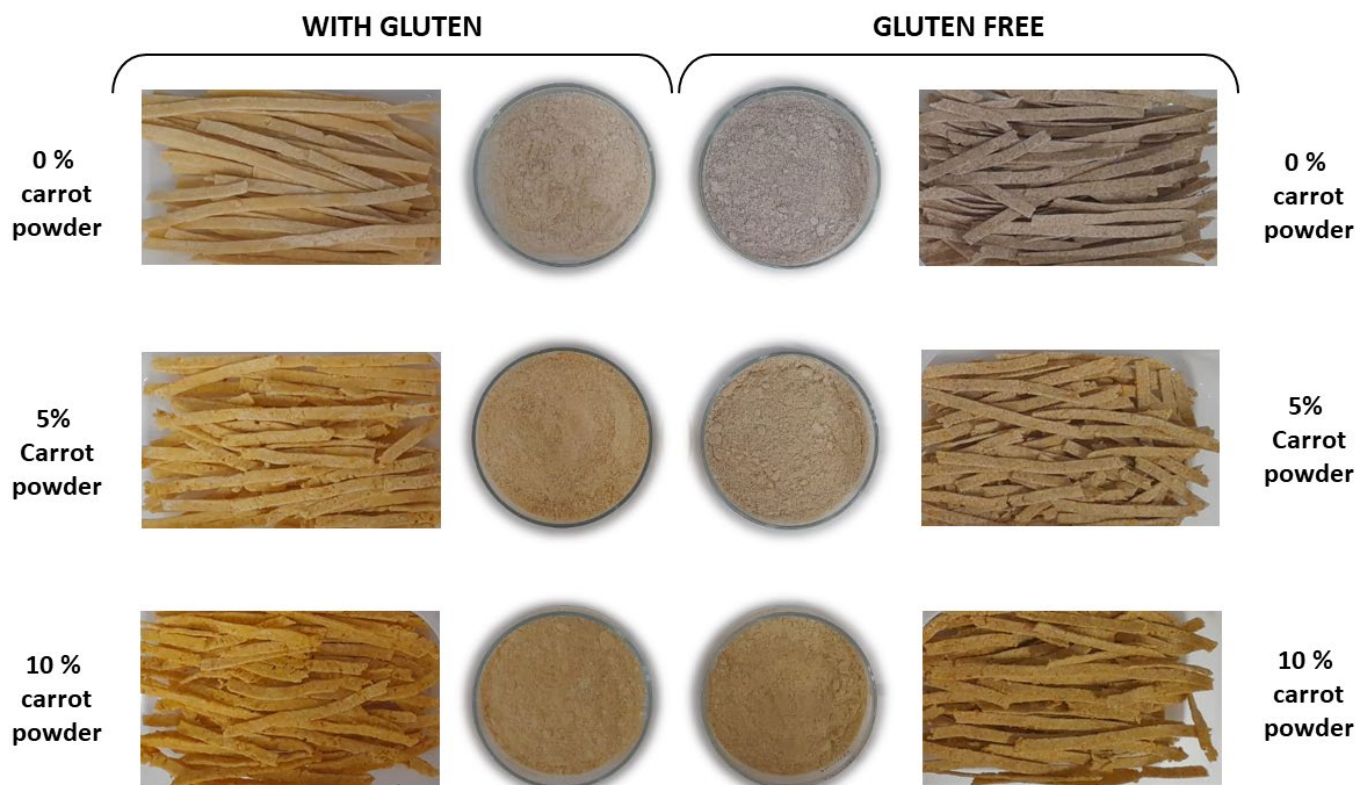 WITH GLUTEN
GLUTEN FREE
0 %
carrot
powder
0 %
carrot
powder
5%
Carrot
powder
5%
Carrot
powder
10 %
carrot
powder
10 %
carrot
powder